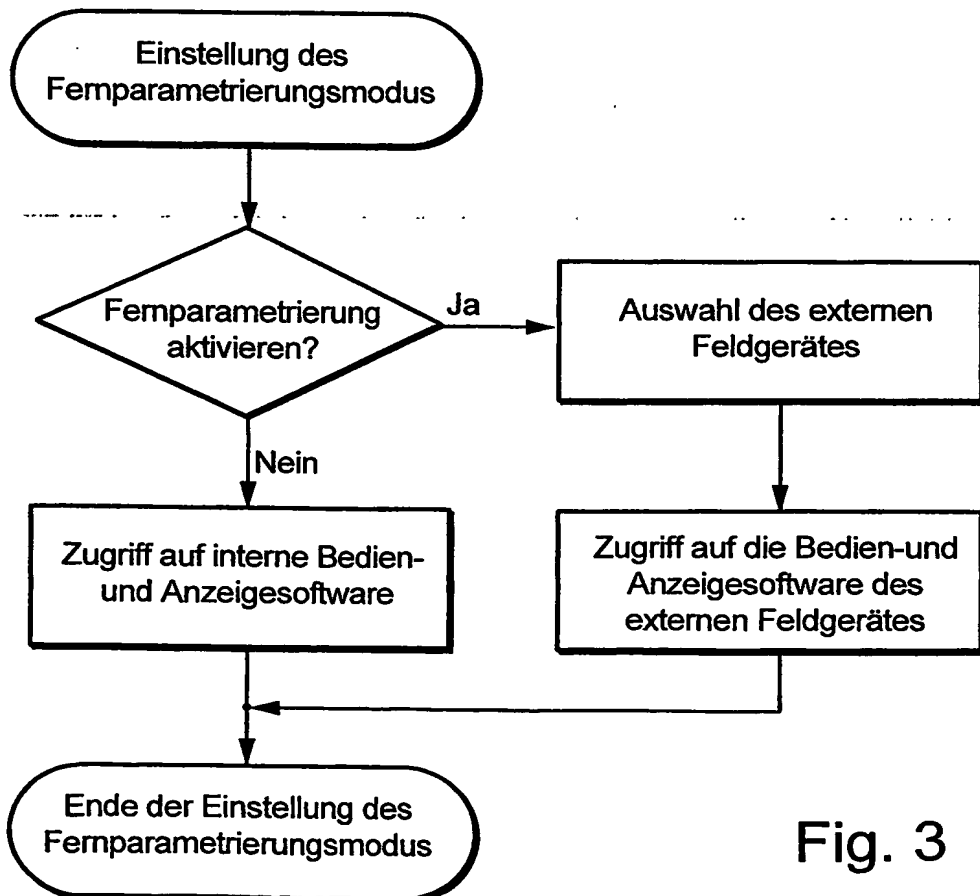 Einstellung des
Fernparametrierungsmodus
Fernparametrierung
aktivieren?
Ja
Auswahl des externen
Feldgerätes
Nein
Zugriff auf interne Bedien-
und Anzeigesoftware
Zugriff auf die Bedien-und
Anzeigesoftware des
externen Feldgerätes
Ende der Einstellung des
Fernparametrierungsmodus
Fig. 3